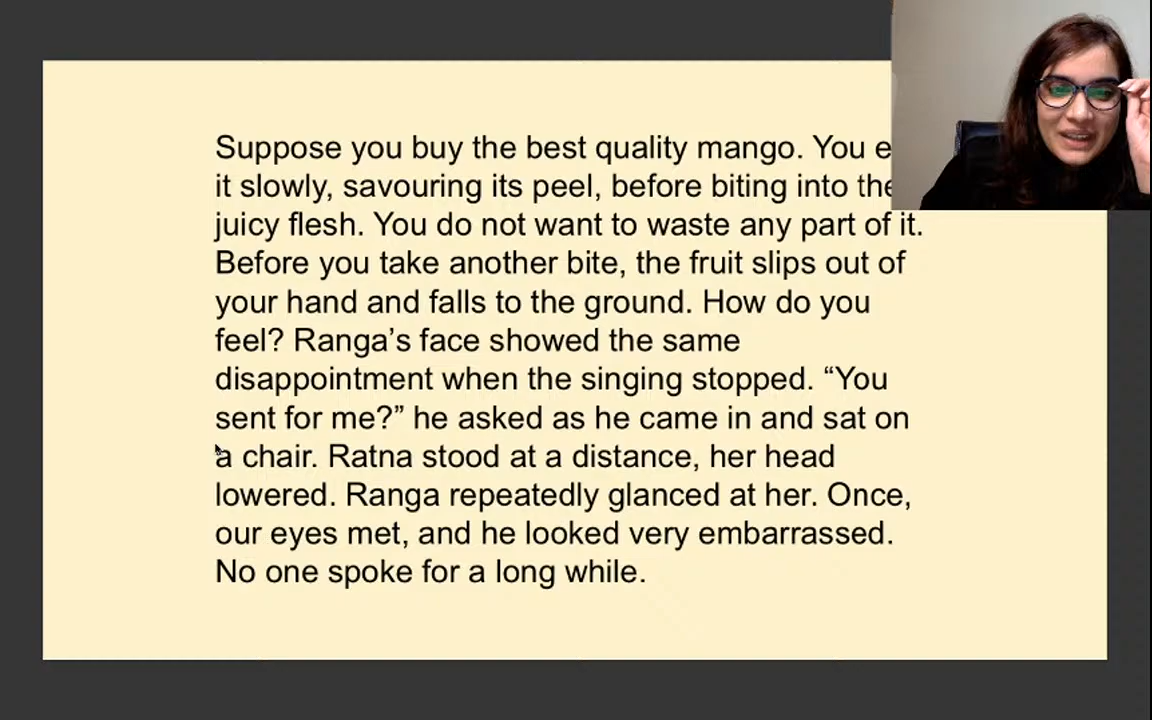 Suppose you buy the best quality mango. You
it slowly, savouring its peel, before biting into the
juicy flesh. You do not want to waste any part of it.
Before you take another bite, the fruit slips out of
your hand and falls to the ground. How do you
feel? Ranga’s face showed the same
disappointment when the singing stopped. “You
sent for me?” he asked as he came in and sat on
a chair. Ratna stood at a distance, her head
lowered. Ranga repeatedly glanced at her. Once,
our eyes met, and he looked very embarrassed.
No one spoke for a long while.